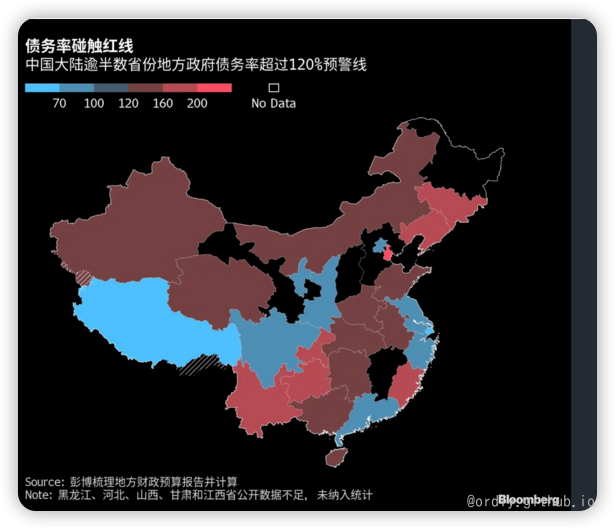 债务率碰触红线
中国大陆逾半数省份地方政府债务率超过120%预警线
70 100 120 160 200 No Data
Source: 彭博梳理地方财政预算报告并计算
Note: 黑龙江、河北、山西、甘肃和江西省公开数据不足，未纳入统计
Bloomberg